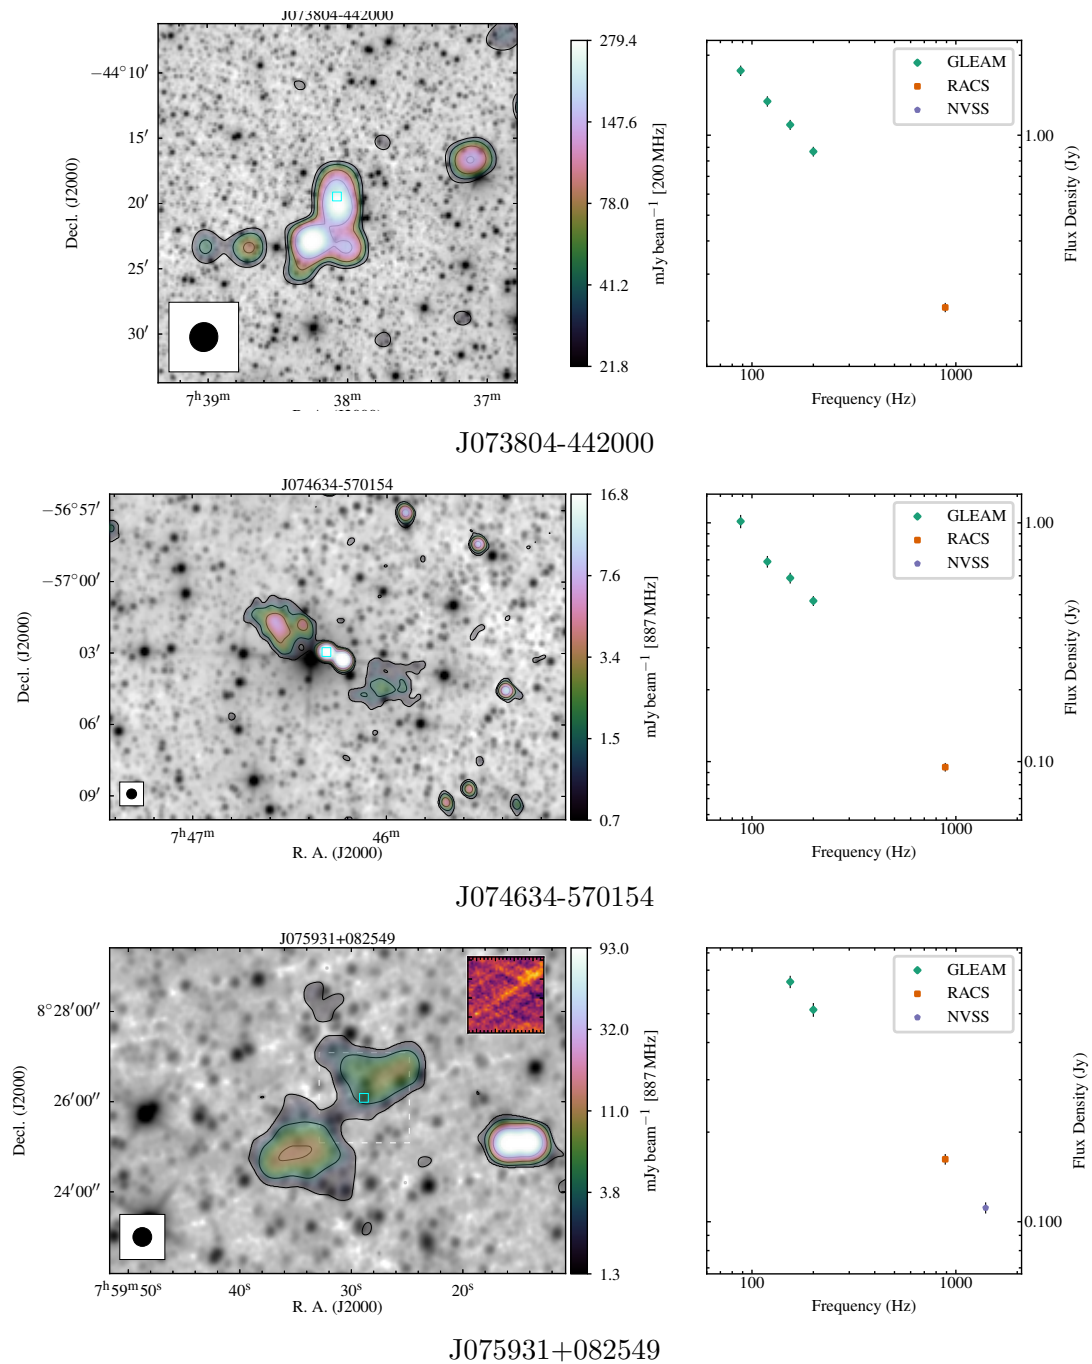 J073804-442000
−44°10′
15′
20′
25′
30′
Decl. (J2000)
7ʰ39ᵐ
38ᵐ
37ᵐ
279.4
147.6
78.0
41.2
21.8
mJy beam⁻¹ [200 MHz]
GLEAM
RACS
NVSS
1.00
Flux Density (Jy)
100
1000
Frequency (Hz)
J073804-442000
J074634-570154
−56°57′
−57°00′
03′
06′
09′
Decl. (J2000)
7ʰ47ᵐ
46ᵐ
R. A. (J2000)
16.8
7.6
3.4
1.5
0.7
mJy beam⁻¹ [887 MHz]
GLEAM
RACS
NVSS
1.00
0.10
Flux Density (Jy)
100
1000
Frequency (Hz)
J074634-570154
J075931+082549
8°28′00″
26′00″
24′00″
Decl. (J2000)
7ʰ59ᵐ50ˢ
40ˢ
30ˢ
20ˢ
R. A. (J2000)
93.0
32.0
11.0
3.8
1.3
mJy beam⁻¹ [887 MHz]
GLEAM
RACS
NVSS
0.100
Flux Density (Jy)
100
1000
Frequency (Hz)
J075931+082549